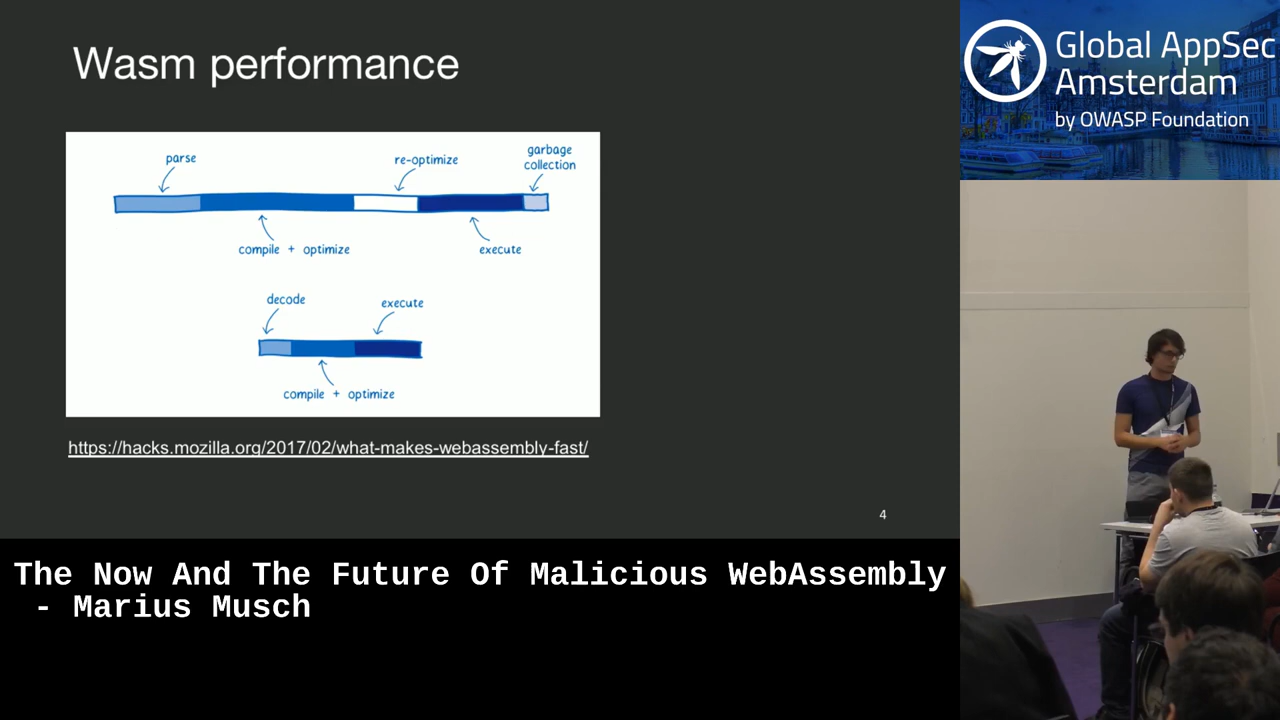 Wasm performance
parse
re-optimize
garbage
collection
compile + optimize
execute
decode
execute
compile + optimize
https://hacks.mozilla.org/2017/02/what-makes-webassembly-fast/
4
The Now And The Future Of Malicious WebAssembly
- Marius Musch
Global AppSec
Amsterdam
by OWASP Foundation